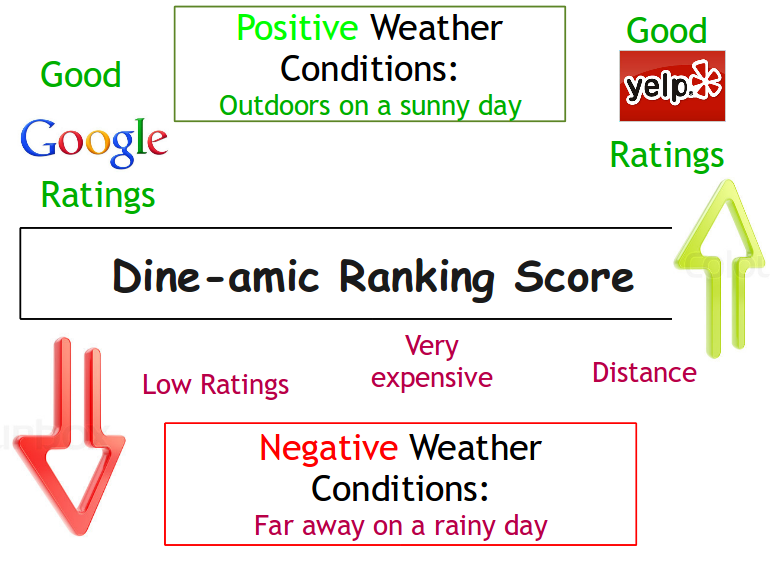 Positive Weather
Conditions:
Outdoors on a sunny day
Good
Google
Ratings
Good
yelp
Ratings
Dine-amic Ranking Score
Low Ratings
Very
expensive
Distance
Negative Weather
Conditions:
Far away on a rainy day